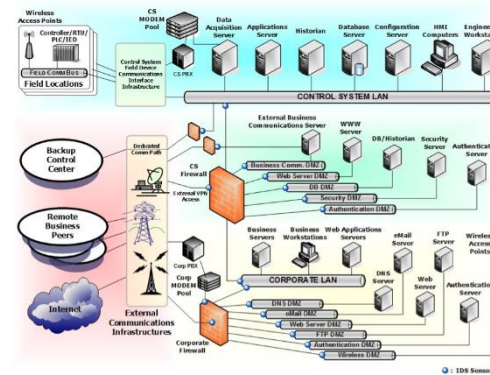 Wireless
Access Points
Controller/RTU/
PLC/IED
FIELD COMM BUS
Field Locations
CS
MODEM
Pool
CS PBX
Control System
Field Device
Communications
Interface
Infrastructure
Data
Acquisition
Server
Applications
Server
Historian
Database
Server
Configuration
Server
HMI
Computers
CONTROL SYSTEM LAN
Backup
Control
Center
Dedicated
Comm Path
CS
Firewall
External VPN
Access
External Business
Communications Server
WWW
Server
DB/Historian
Security
Server
Business Comm. DMZ
Web Server DMZ
DB DMZ
Security DMZ
Authentication DMZ
Remote
Business
Peers
Internet
External
Communications
Infrastructures
Corp PBX
Corp
MODEM
Pool
Corporate
Firewall
Business
Servers
Business
Workstations
Web Applications
Servers
CORPORATE LAN
DNS
Server
eMail
Server
Web
Server
FTP
Server
DNS DMZ
eMail DMZ
Web Server DMZ
FTP DMZ
Authentication DMZ
Wireless DMZ
Access
Points
Server
: IDS Senso